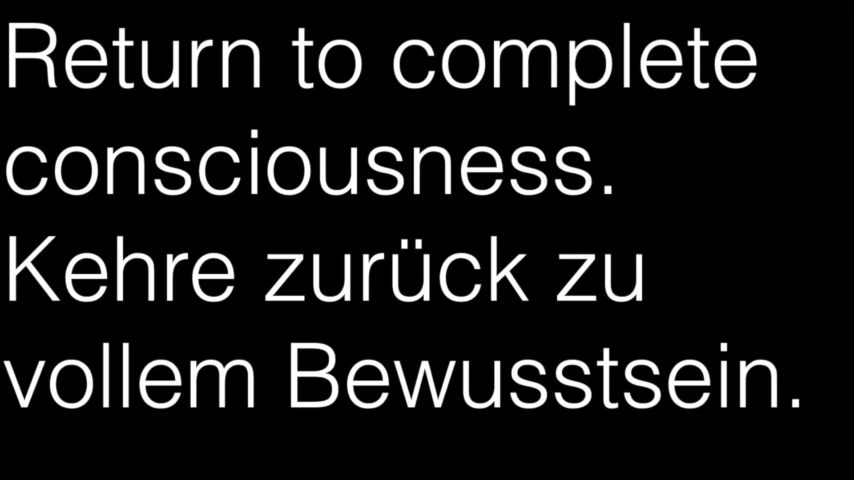 Return to complete
consciousness.
Kehre zurück zu
vollem Bewusstsein.